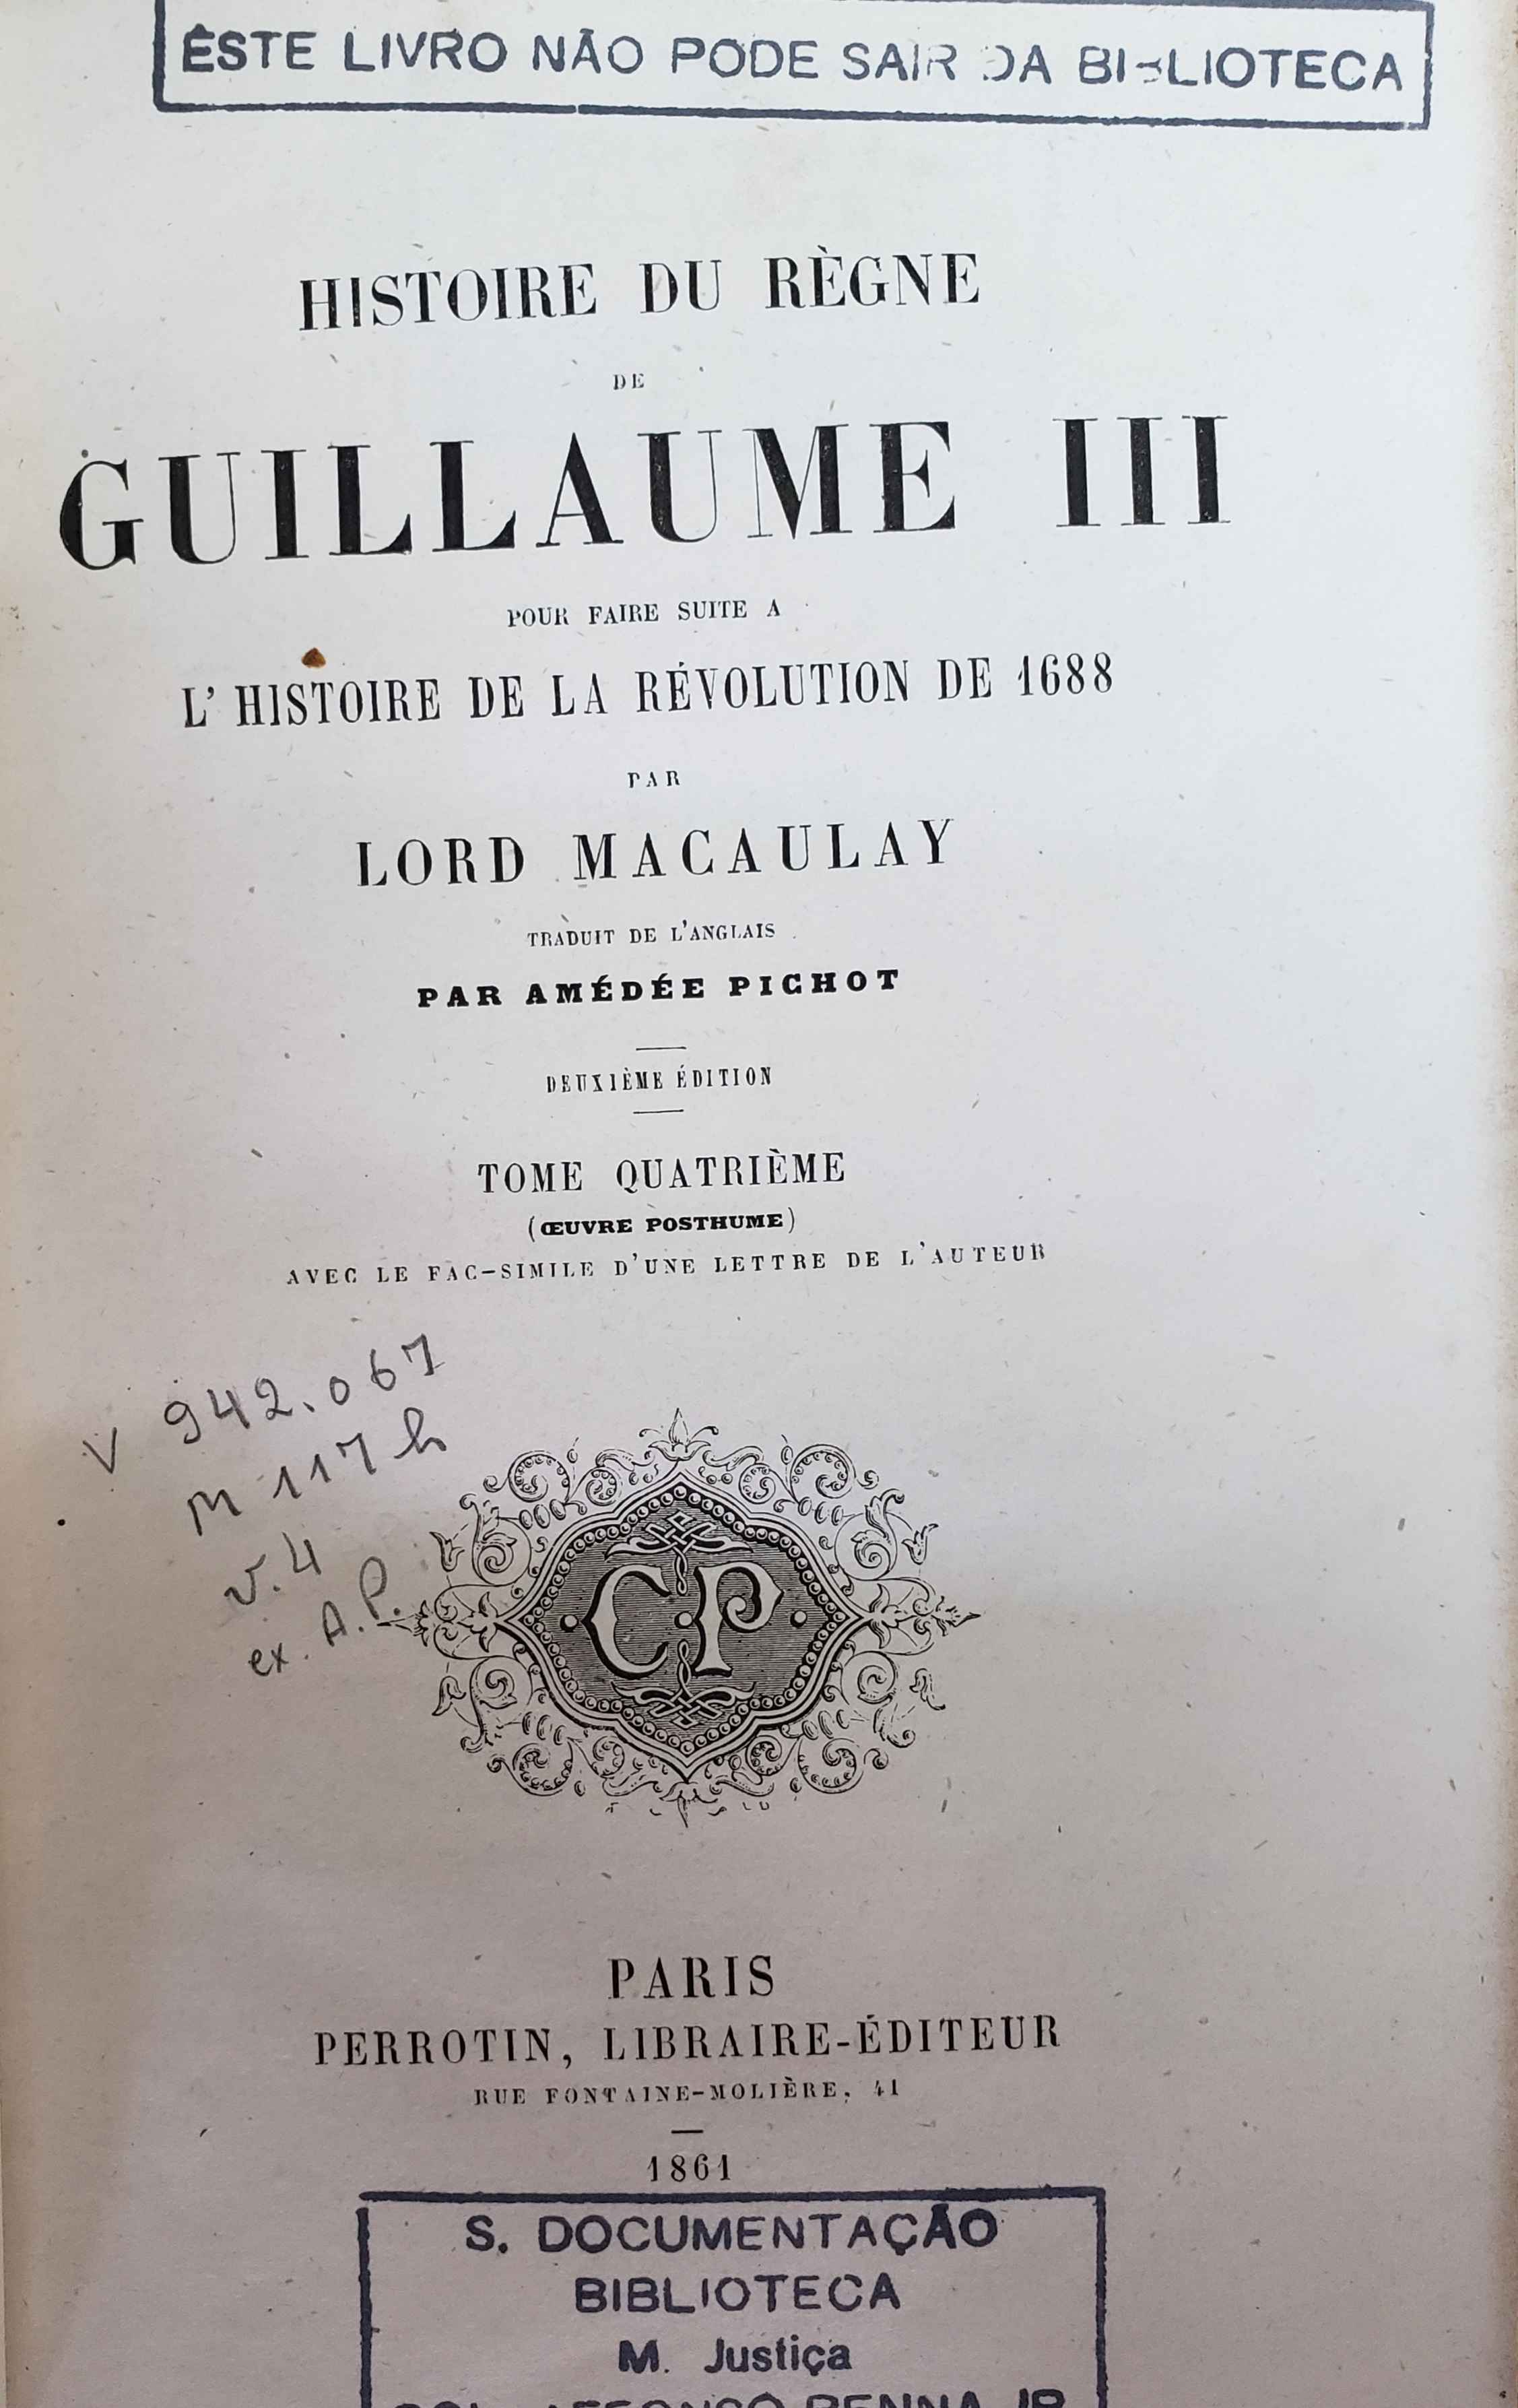 ÊSTE LIVRO NÃO PODE SAIR DA BIBLIOTECA
HISTOIRE DU RÈGNE
DE
GUILLAUME III
POUR FAIRE SUITE A
L'HISTOIRE DE LA RÉVOLUTION DE 1688
PAR
LORD MACAULAY
TRADUIT DE L'ANGLAIS
PAR AMÉDÉE PICHOT
DEUXIÈME ÉDITION
TOME QUATRIÈME
(ŒUVRE POSTHUME)
AVEC LE FAC-SIMILE D'UNE LETTRE DE L'AUTEUR
V 942.067
M 117 h
v.4
ex. A.P.
C.P
PARIS
PERROTIN, LIBRAIRE-ÉDITEUR
RUE FONTAINE-MOLIÈRE, 41
1861
S. DOCUMENTAÇÃO
BIBLIOTECA
M. Justiça
AFFONSO PENNA JR